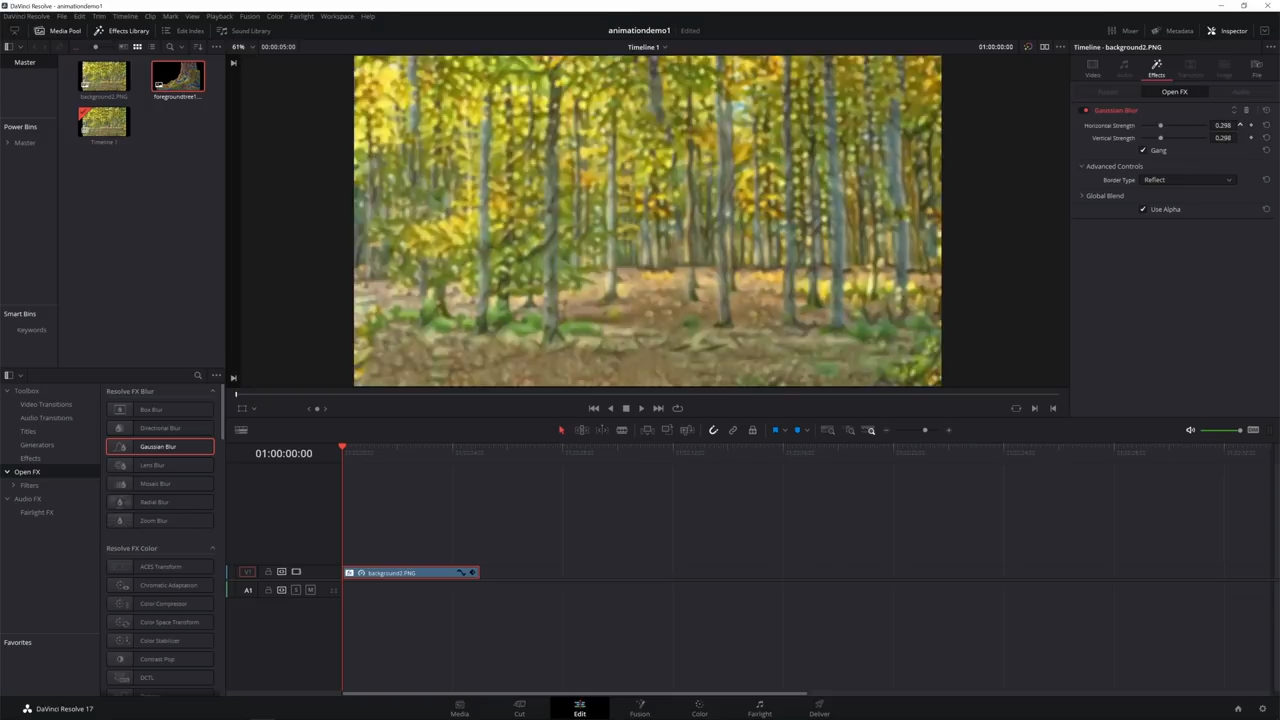 DaVinci Resolve - animationdemo1
DaVinci Resolve File Edit Trim Timeline Clip Mark View Playback Fusion Color Fairlight Workspace Help
Media Pool Effects Library Edit Index Sound Library animationdemo1 Edited Mixer Metadata Inspector
61% 00:00:05:00 Timeline 1 01:00:00:00 Timeline - background2.PNG
Master
background2.PNG foregroundtree1...
Timeline 1
Power Bins
Master
Smart Bins
Keywords
Video Audio Effects Transition Image File
Fusion Open FX Audio
Gaussian Blur
Horizontal Strength 0.298
Vertical Strength 0.298
Gang
Advanced Controls
Border Type Reflect
Global Blend
Use Alpha
Toolbox
Video Transitions
Audio Transitions
Titles
Generators
Effects
Open FX
Filters
Audio FX
Fairlight FX
Favorites
Resolve FX Blur
Box Blur
Directional Blur
Gaussian Blur
Lens Blur
Mosaic Blur
Radial Blur
Zoom Blur
Resolve FX Color
ACES Transform
Chromatic Adaptation
Color Compressor
Color Space Transform
Color Stabilizer
Contrast Pop
DCTL
01:00:00:00
V1 background2.PNG
A1 S M
DaVinci Resolve 17 Media Cut Edit Fusion Color Fairlight Deliver